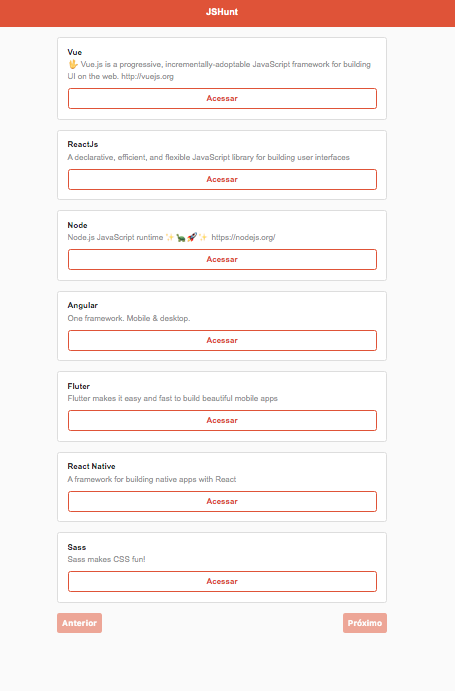 JSHunt
Vue
🖖 Vue.js is a progressive, incrementally-adoptable JavaScript framework for building
UI on the web. http://vuejs.org
Acessar
ReactJs
A declarative, efficient, and flexible JavaScript library for building user interfaces
Acessar
Node
Node.js JavaScript runtime ✨🐢🚀✨ https://nodejs.org/
Acessar
Angular
One framework. Mobile & desktop.
Acessar
Fluter
Flutter makes it easy and fast to build beautiful mobile apps
Acessar
React Native
A framework for building native apps with React
Acessar
Sass
Sass makes CSS fun!
Acessar
Anterior
Próximo